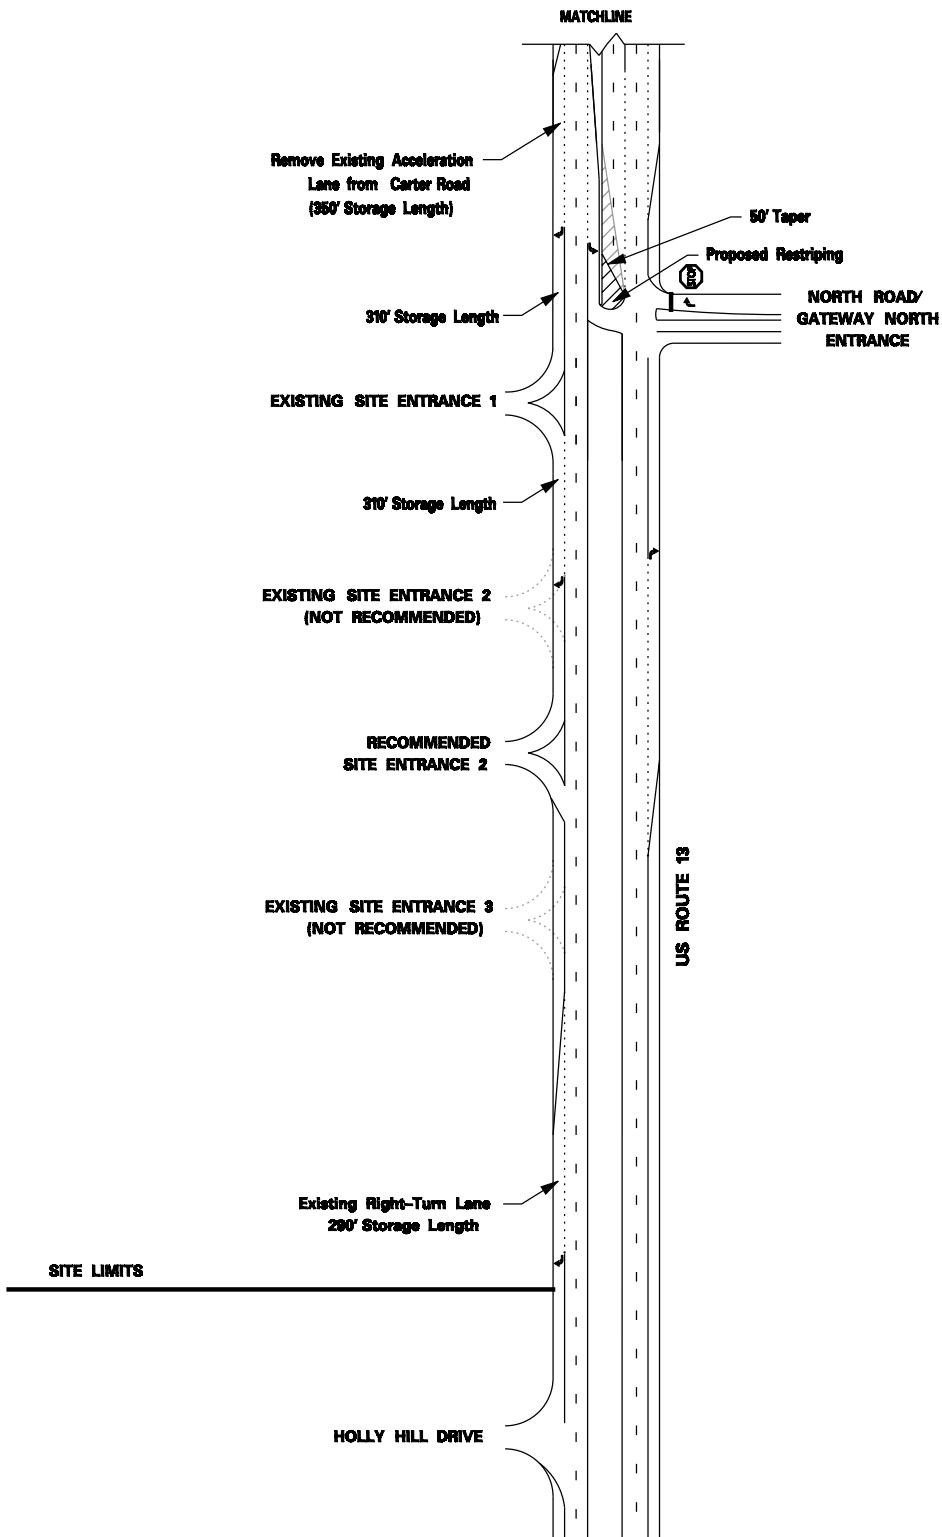 MATCHLINE
Remove Existing Acceleration
Lane from Carter Road
(350' Storage Length)
50' Taper
Proposed Restriping
STOP
310' Storage Length
NORTH ROAD/
GATEWAY NORTH
ENTRANCE
EXISTING SITE ENTRANCE 1
310' Storage Length
EXISTING SITE ENTRANCE 2
(NOT RECOMMENDED)
RECOMMENDED
SITE ENTRANCE 2
US ROUTE 13
EXISTING SITE ENTRANCE 3
(NOT RECOMMENDED)
Existing Right-Turn Lane
290' Storage Length
SITE LIMITS
HOLLY HILL DRIVE